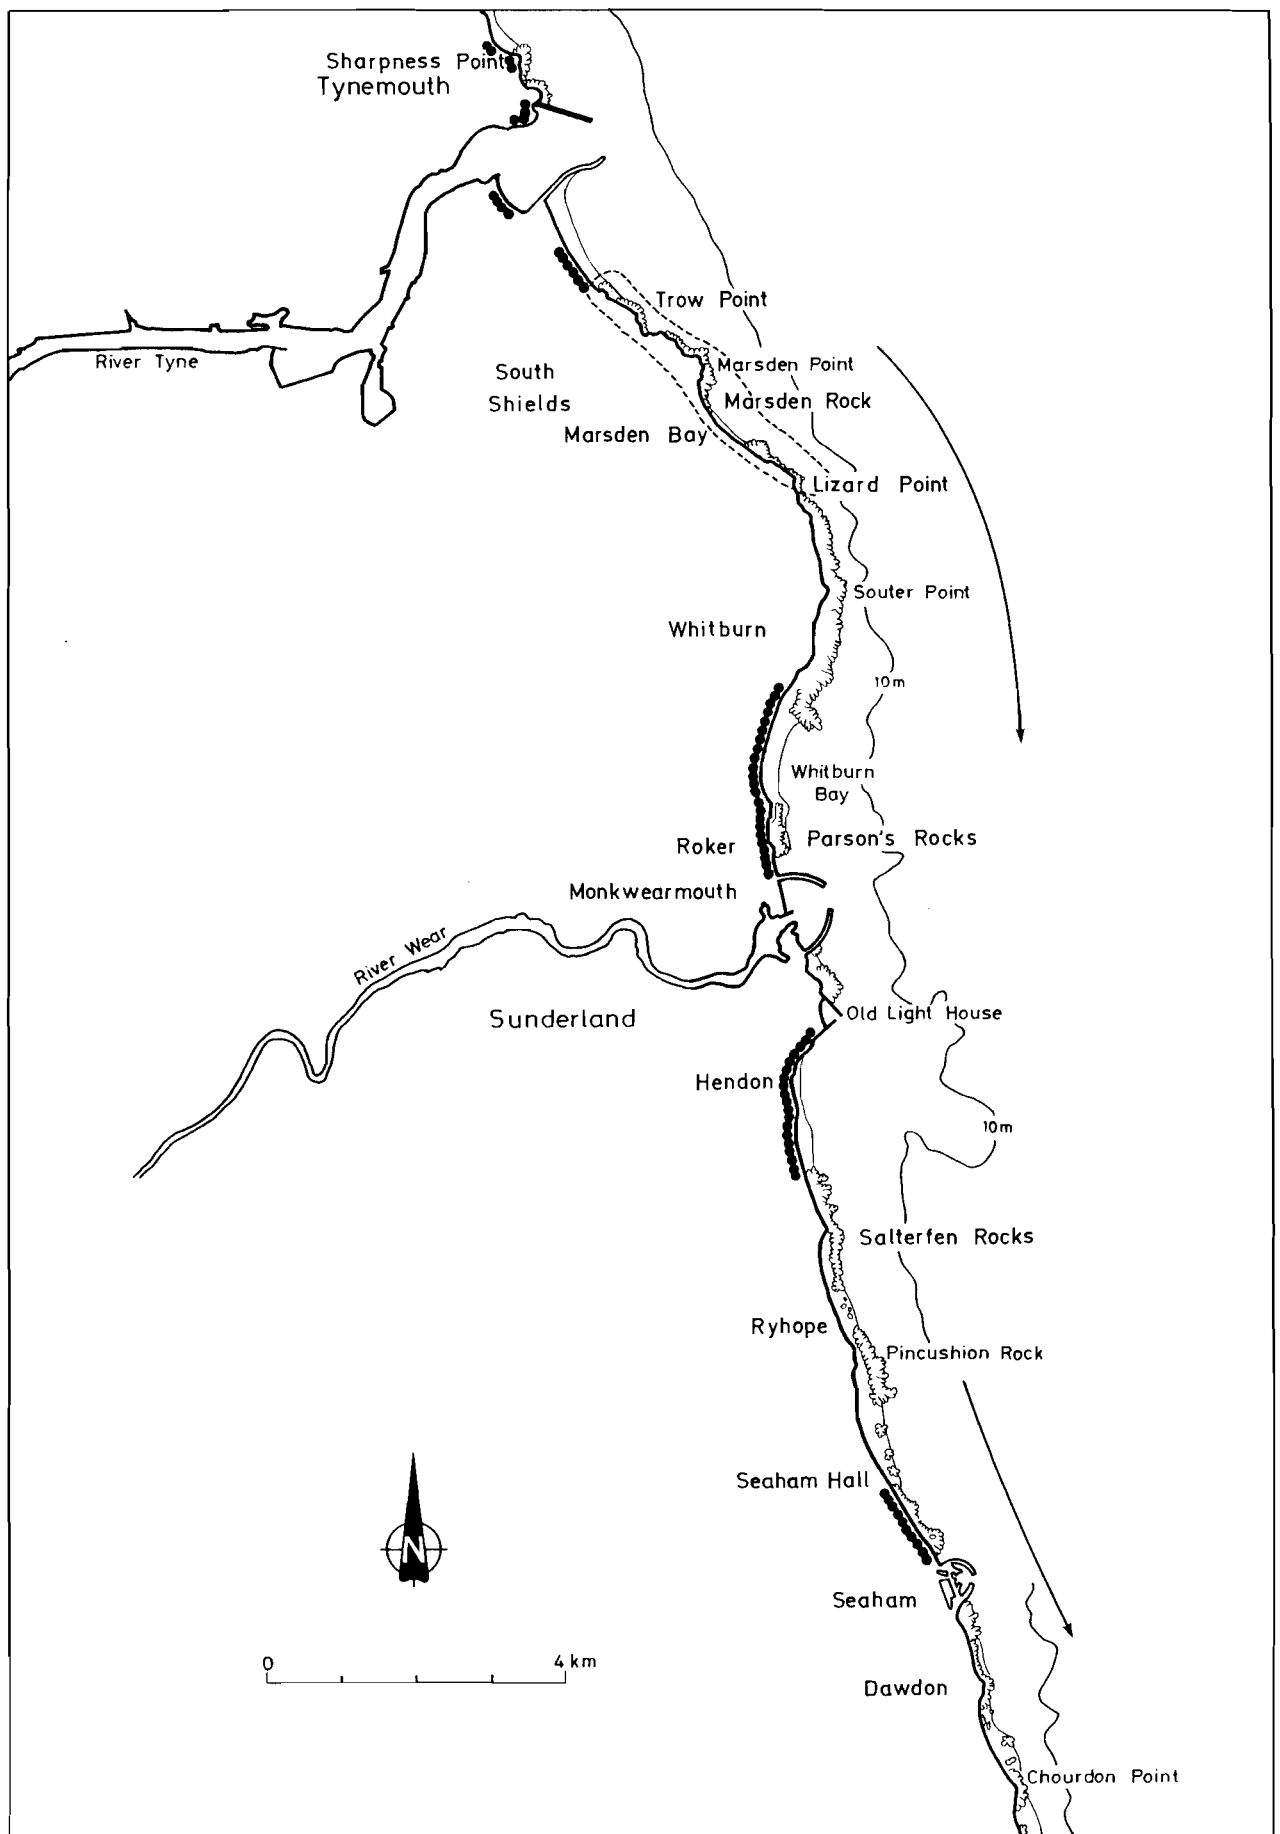 Sharpness Point
Tynemouth
River Tyne
Trow Point
South
Shields
Marsden Point
Marsden Rock
Marsden Bay
Lizard Point
Souter Point
Whitburn
10m
Whitburn
Bay
Parson's Rocks
Roker
Monkwearmouth
River Wear
Sunderland
Old Light House
Hendon
10m
Salterfen Rocks
Ryhope
Pincushion Rock
Seaham Hall
N
Seaham
0
4 km
Dawdon
Chourdon Point